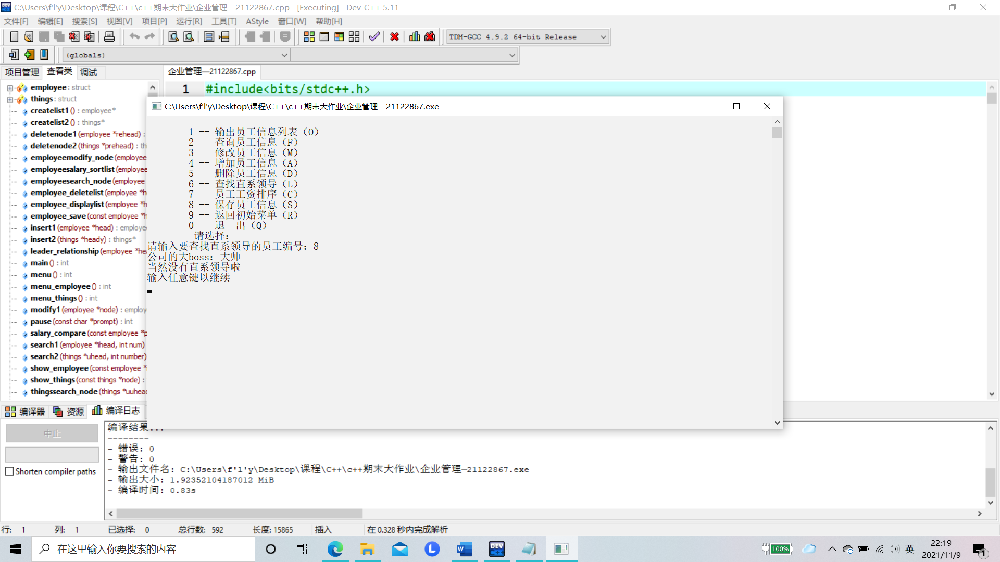 C:\Users\f'l'y\Desktop\课程\C++\c++期末大作业\企业管理—21122867.cpp - [Executing] - Dev-C++ 5.11
文件[F] 编辑[E] 搜索[S] 视图[V] 项目[P] 运行[R] 工具[T] AStyle 窗口[W] 帮助[H]
TDM-GCC 4.9.2 64-bit Release
(globals)
项目管理 查看类 调试 企业管理—21122867.cpp
1 #include<bits/stdc++.h>
employee : struct
things : struct
createlist1 () : employee*
createlist2 () : things*
deletenode1 (employee *rehead) :
deletenode2 (things *prehead) : th
employeemodify_node (employee
employeesalary_sortlist (employee
employeesearch_node (employee
employee_deletelist (employee *h
employee_displaylist (employee *h
employee_save (const employee *h
insert1 (employee *head) : employe
insert2 (things *heady) : things*
leader_relationship (employee *he
main () : int
menu () : int
menu_employee () : int
menu_things () : int
modify1 (employee *node) : employ
pause (const char *prompt) : int
salary_compare (const employee *p
search1 (employee *ihead, int num)
search2 (things *uhead, int number)
show_employee (const employee *
show_things (const things *node) :
thingssearch_node (things *uuhead
C:\Users\f'l'y\Desktop\课程\C++\c++期末大作业\企业管理—21122867.exe
1 -- 输出员工信息列表（O）
2 -- 查询员工信息（F）
3 -- 修改员工信息（M）
4 -- 增加员工信息（A）
5 -- 删除员工信息（D）
6 -- 查找直系领导（L）
7 -- 员工工资排序（C）
8 -- 保存员工信息（S）
9 -- 返回初始菜单（R）
0 -- 退 出（Q）
请选择：
请输入要查找直系领导的员工编号：8
公司的大boss：大帅
当然没有直系领导啦
输入任意键以继续
编译器 资源 编译日志
中止
Shorten compiler paths
编译结果...
--------
- 错误: 0
- 警告: 0
- 输出文件名: C:\Users\f'l'y\Desktop\课程\C++\c++期末大作业\企业管理—21122867.exe
- 输出大小: 1.92352104187012 MiB
- 编译时间: 0.83s
行: 1 列: 1 已选择: 0 总行数: 592 长度: 15865 插入 在 0.328 秒内完成解析
在这里输入你要搜索的内容
L
W
DEV C++
100%
英
22:19
2021/11/9
1